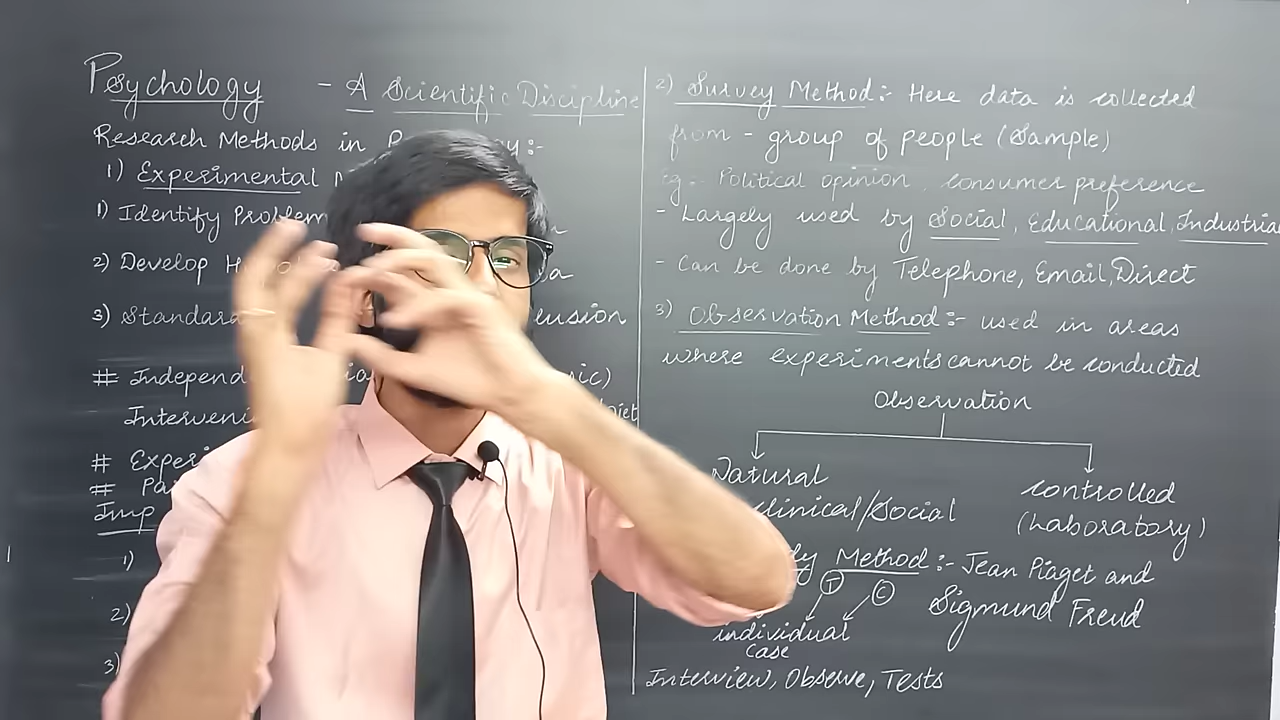 Psychology - A Scientific Discipline
Research Methods in
1) Experimental
1) Identify Problem
2) Develop
3) Standard
ension
# Independ
Interveni
# Experi
#
Imp
1)
2)
3)
2) Survey Method:- Here data is collected
from - group of people (Sample)
eg:- Political opinion, consumer preference
- Largely used by Social, Educational, Industrial
- Can be done by Telephone, Email, Direct
3) Observation Method:- used in areas
where experiments cannot be conducted
Observation
Natural
Controlled
Clinical/Social
(Laboratory)
Method:- Jean Piaget and
T C Sigmund Freud
individual
case
Interview, Observe, Tests